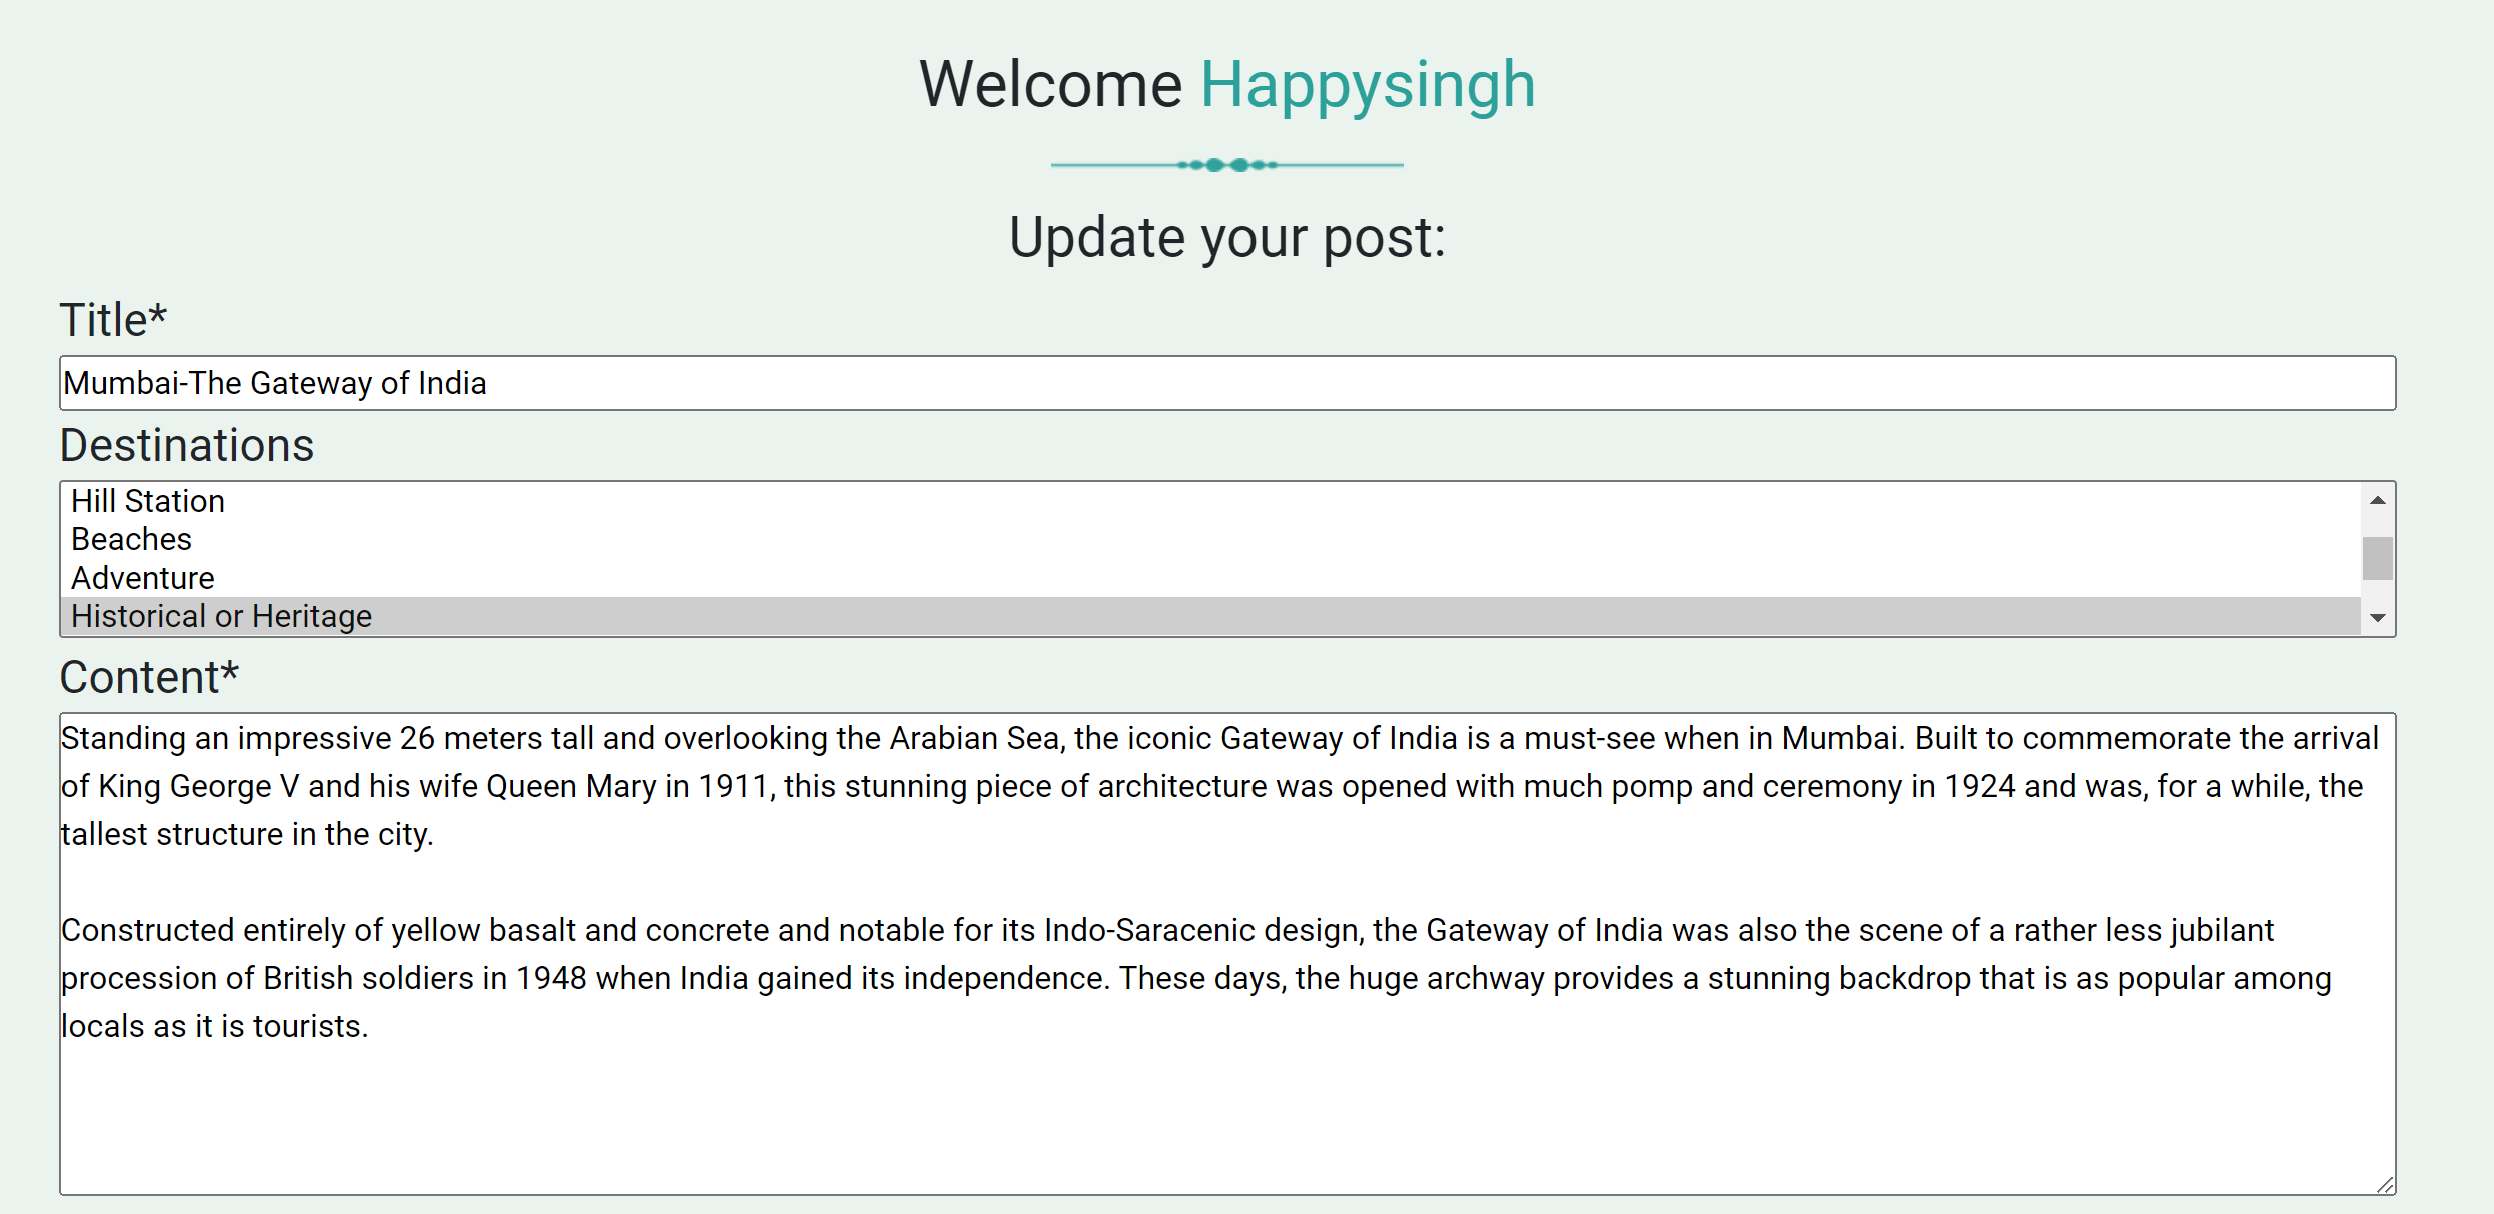 Welcome Happysingh
Update your post:
Title*
Mumbai-The Gateway of India
Destinations
Hill Station
Beaches
Adventure
Historical or Heritage
Content*
Standing an impressive 26 meters tall and overlooking the Arabian Sea, the iconic Gateway of India is a must-see when in Mumbai. Built to commemorate the arrival
of King George V and his wife Queen Mary in 1911, this stunning piece of architecture was opened with much pomp and ceremony in 1924 and was, for a while, the
tallest structure in the city.
Constructed entirely of yellow basalt and concrete and notable for its Indo-Saracenic design, the Gateway of India was also the scene of a rather less jubilant
procession of British soldiers in 1948 when India gained its independence. These days, the huge archway provides a stunning backdrop that is as popular among
locals as it is tourists.